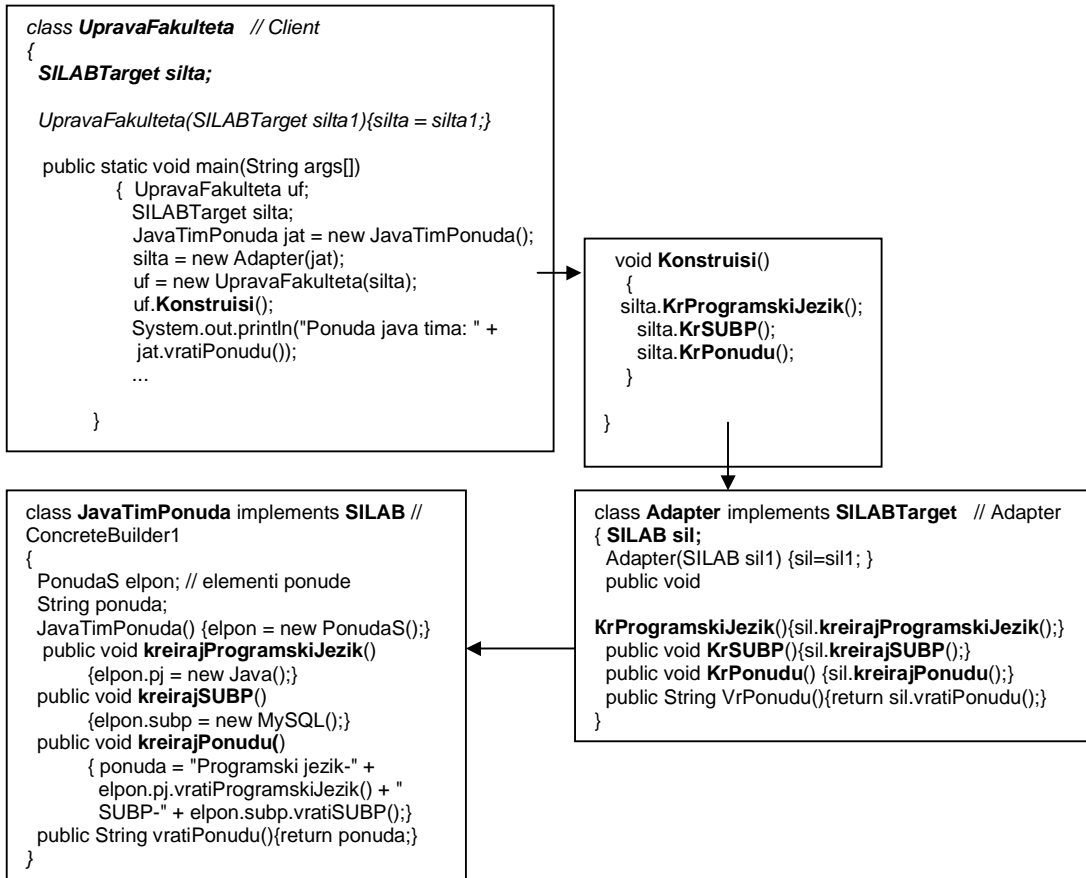 class UpravaFakulteta // Client
{
SILABTarget silta;
UpravaFakulteta(SILABTarget silta1){silta = silta1;}
public static void main(String args[])
{ UpravaFakulteta uf;
SILABTarget silta;
JavaTimPonuda jat = new JavaTimPonuda();
silta = new Adapter(jat);
uf = new UpravaFakulteta(silta);
uf.Konstruisi();
System.out.println("Ponuda java tima: " +
jat.vratiPonudu());
...
}
void Konstruisi()
{
silta.KrProgramskiJezik();
silta.KrSUBP();
silta.KrPonudu();
}
}
class JavaTimPonuda implements SILAB //
ConcreteBuilder1
{
PonudaS elpon; // elementi ponude
String ponuda;
JavaTimPonuda() {elpon = new PonudaS();}
public void kreirajProgramskiJezik()
{elpon.pj = new Java();}
public void kreirajSUBP()
{elpon.subp = new MySQL();}
public void kreirajPonudu()
{ ponuda = "Programski jezik-" +
elpon.pj.vratiProgramskiJezik() + "
SUBP-" + elpon.subp.vratiSUBP();}
public String vratiPonudu(){return ponuda;}
}
class Adapter implements SILABTarget // Adapter
{ SILAB sil;
Adapter(SILAB sil1) {sil=sil1; }
public void
KrProgramskiJezik(){sil.kreirajProgramskiJezik();}
public void KrSUBP(){sil.kreirajSUBP();}
public void KrPonudu() {sil.kreirajPonudu();}
public String VrPonudu(){return sil.vratiPonudu();}
}